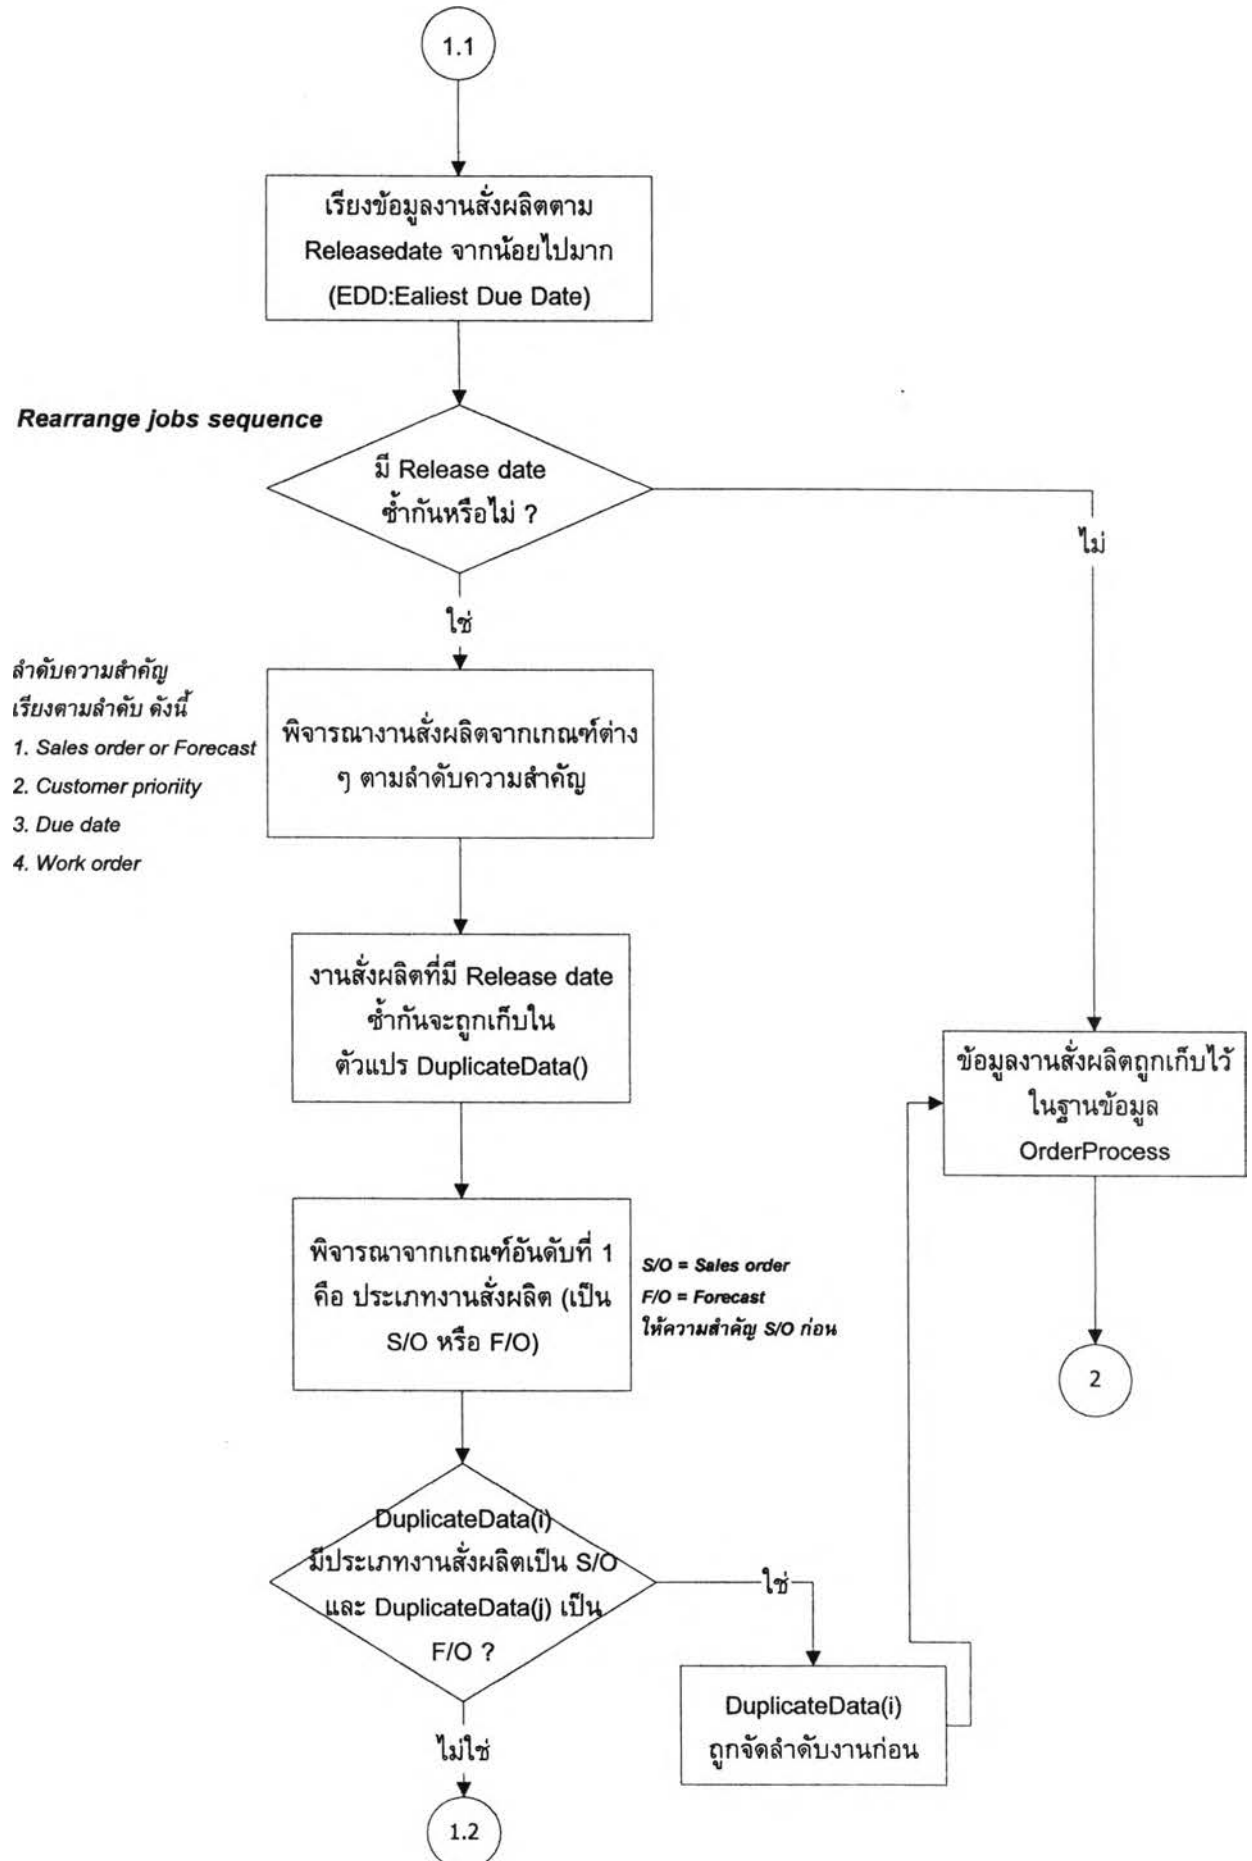 1.1
เรียงข้อมูลงานสั่งผลิตตาม
Releasedate จากน้อยไปมาก
(EDD:Ealiest Due Date)
Rearrange jobs sequence
มี Release date
ซ้ำกันหรือไม่ ?
ไม่
ใช่
ลำดับความสำคัญ
เรียงตามลำดับ ดังนี้
1. Sales order or Forecast
2. Customer prioriity
3. Due date
4. Work order
พิจารณางานสั่งผลิตจากเกณฑ์ต่าง
ๆ ตามลำดับความสำคัญ
งานสั่งผลิตที่มี Release date
ซ้ำกันจะถูกเก็บใน
ตัวแปร DuplicateData()
ข้อมูลงานสั่งผลิตถูกเก็บไว้
ในฐานข้อมูล
OrderProcess
พิจารณาจากเกณฑ์อันดับที่ 1
คือ ประเภทงานสั่งผลิต (เป็น
S/O หรือ F/O)
S/O = Sales order
F/O = Forecast
ให้ความสำคัญ S/O ก่อน
2
DuplicateData(i)
มีประเภทงานสั่งผลิตเป็น S/O
และ DuplicateData(j) เป็น
F/O ?
ใช่
DuplicateData(i)
ถูกจัดลำดับงานก่อน
ไม่ใช่
1.2